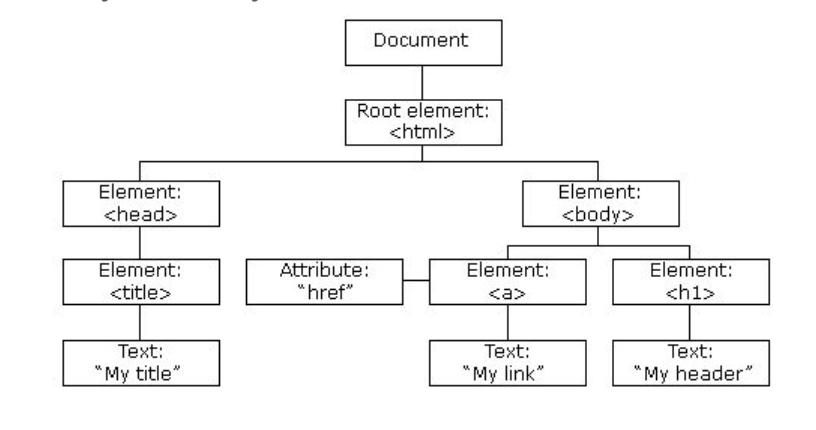 Document
Root element:
<html>
Element:
<head>
Element:
<body>
Element:
<title>
Attribute:
“href”
Element:
<a>
Element:
<h1>
Text:
“My title”
Text:
“My link”
Text:
“My header”